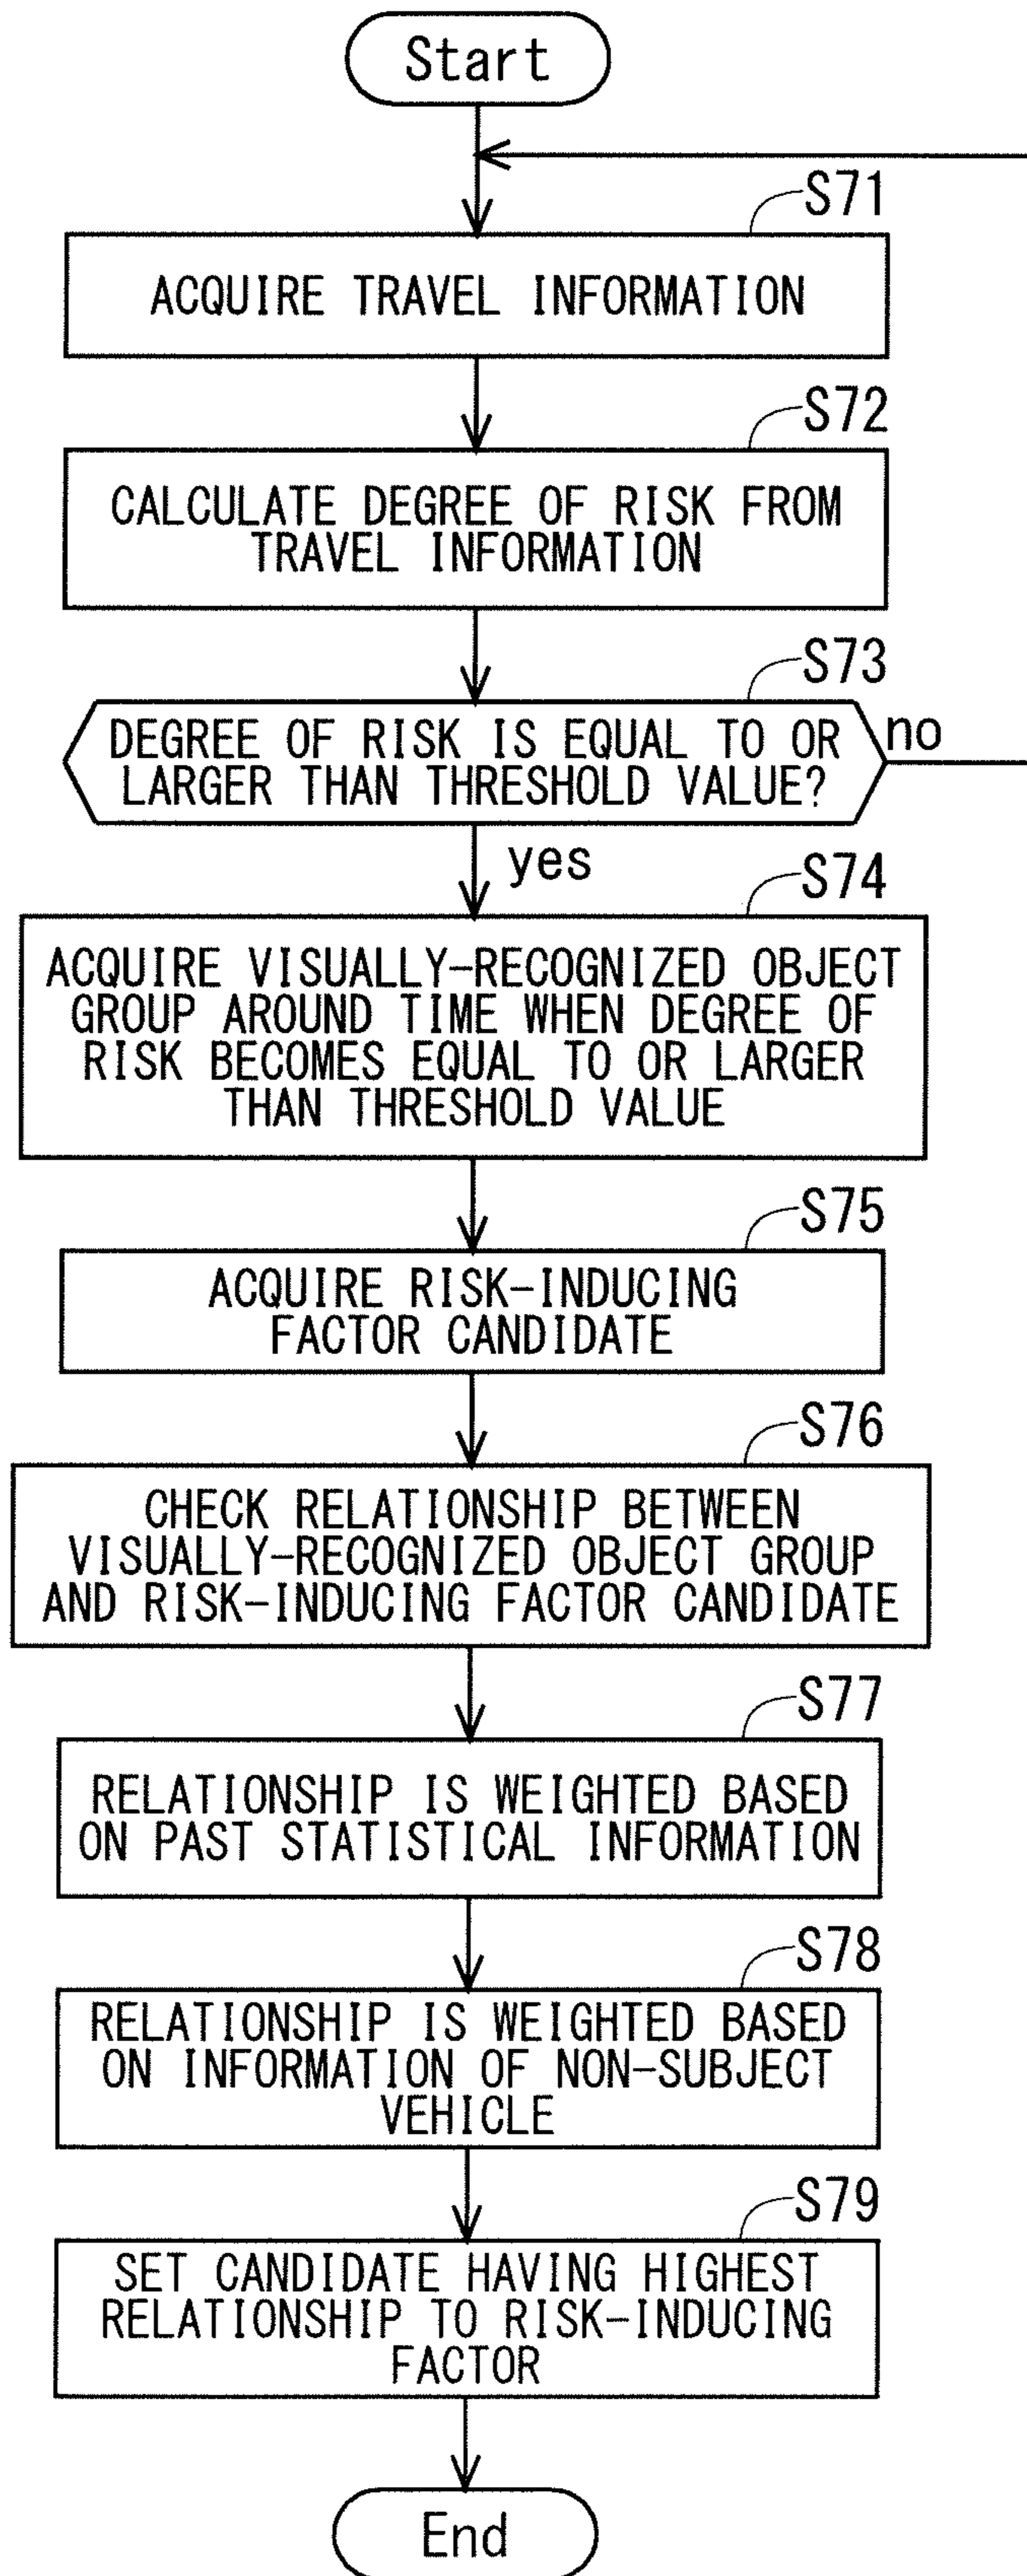 Start
S71
ACQUIRE TRAVEL INFORMATION
S72
CALCULATE DEGREE OF RISK FROM
TRAVEL INFORMATION
S73
DEGREE OF RISK IS EQUAL TO OR
LARGER THAN THRESHOLD VALUE?
no
yes
S74
ACQUIRE VISUALLY-RECOGNIZED OBJECT
GROUP AROUND TIME WHEN DEGREE OF
RISK BECOMES EQUAL TO OR LARGER
THAN THRESHOLD VALUE
S75
ACQUIRE RISK-INDUCING
FACTOR CANDIDATE
S76
CHECK RELATIONSHIP BETWEEN
VISUALLY-RECOGNIZED OBJECT GROUP
AND RISK-INDUCING FACTOR CANDIDATE
S77
RELATIONSHIP IS WEIGHTED BASED
ON PAST STATISTICAL INFORMATION
S78
RELATIONSHIP IS WEIGHTED BASED
ON INFORMATION OF NON-SUBJECT
VEHICLE
S79
SET CANDIDATE HAVING HIGHEST
RELATIONSHIP TO RISK-INDUCING
FACTOR
End